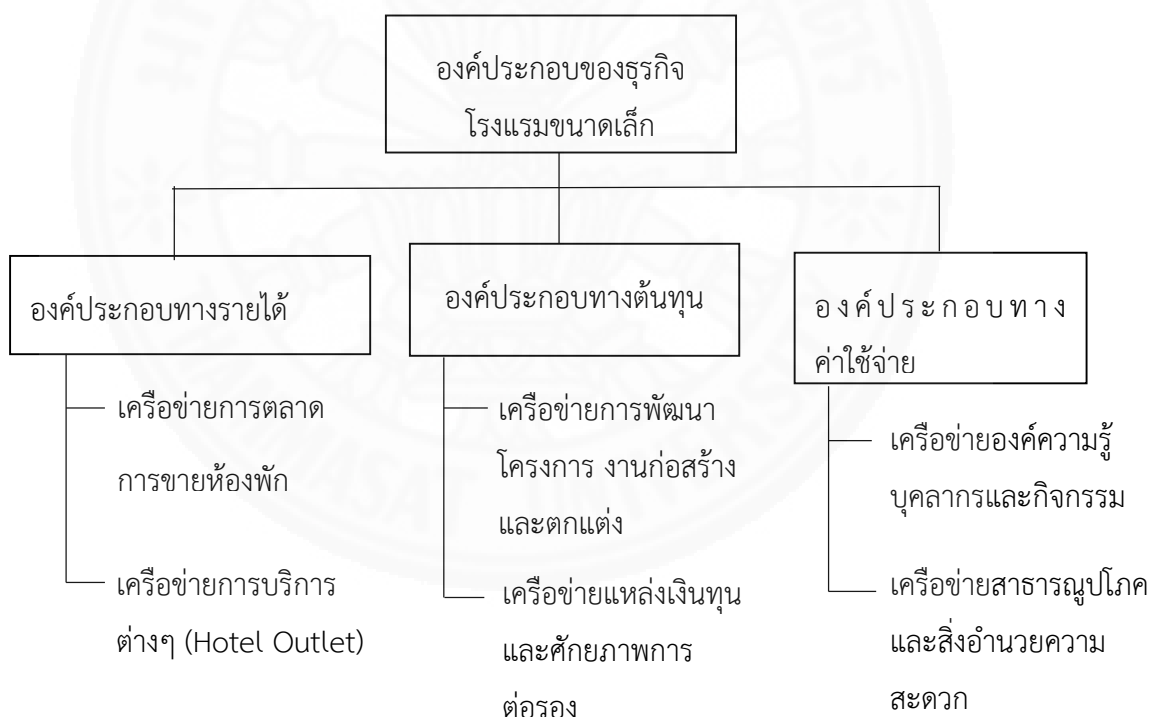 องค์ประกอบของธุรกิจ
โรงแรมขนาดเล็ก
องค์ประกอบทางรายได้
เครือข่ายการตลาด
การขายห้องพัก
เครือข่ายการบริการ
ต่างๆ (Hotel Outlet)
องค์ประกอบทางต้นทุน
เครือข่ายการพัฒนา
โครงการ งานก่อสร้าง
และตกแต่ง
เครือข่ายแหล่งเงินทุน
และศักยภาพการ
ต่อรอง
องค์ประกอบทาง
ค่าใช้จ่าย
เครือข่ายองค์ความรู้
บุคลากรและกิจกรรม
เครือข่ายสาธารณูปโภค
และสิ่งอำนวยความ
สะดวก